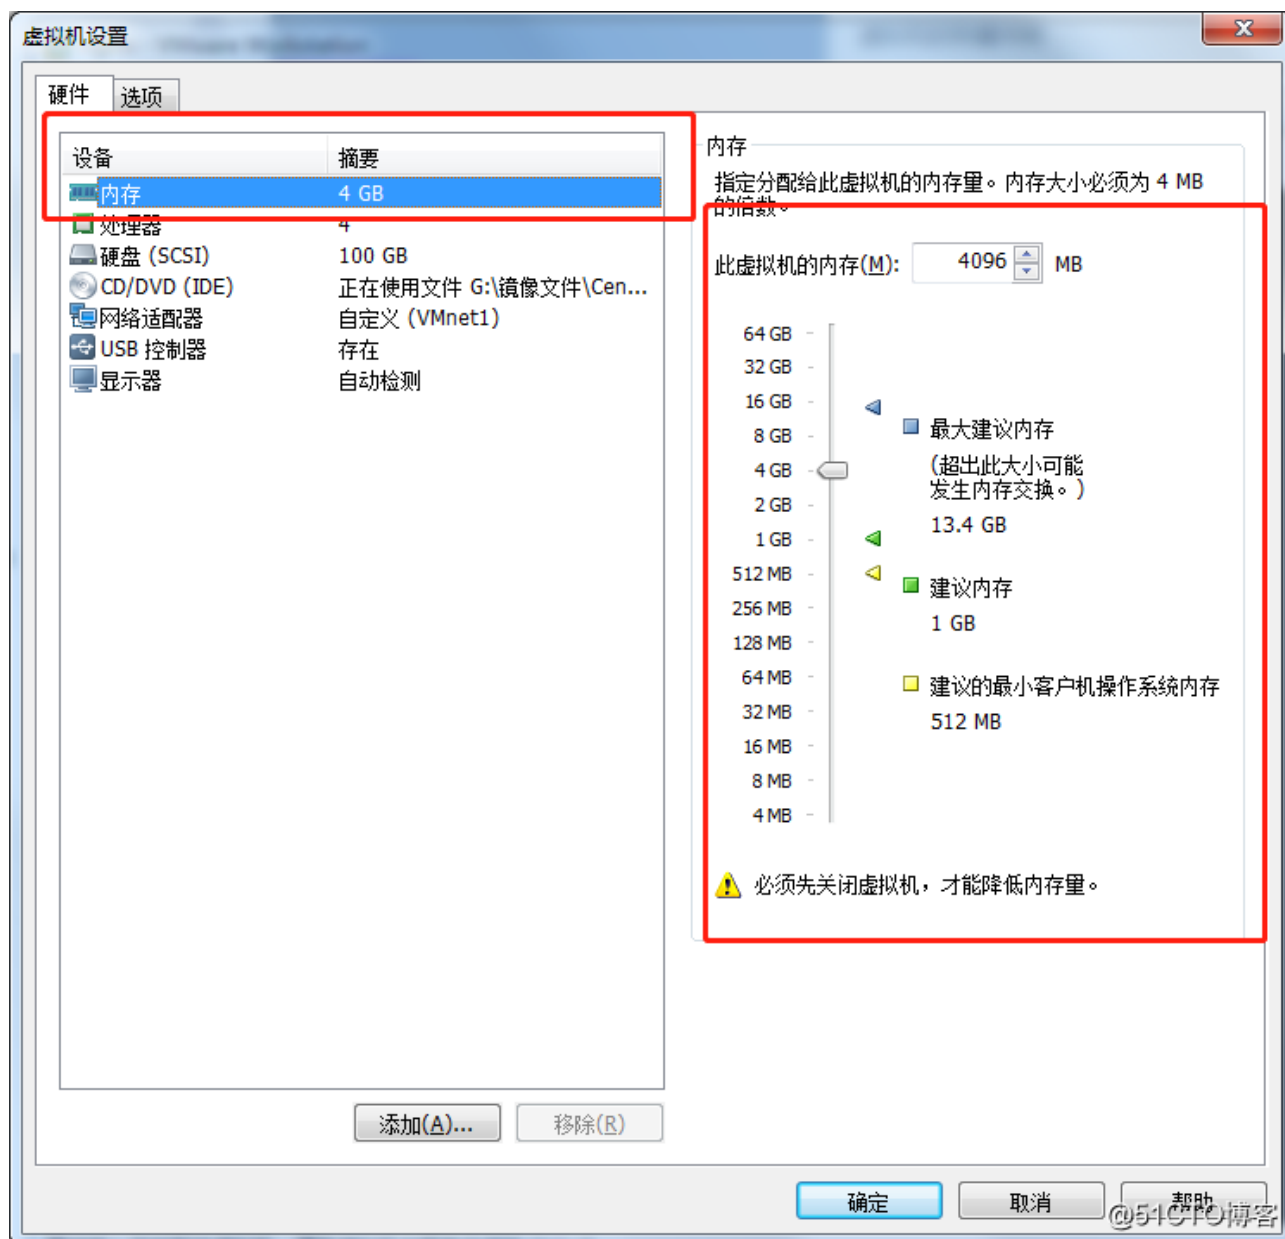 虚拟机设置
硬件
选项
设备 摘要
内存 4 GB
处理器 4
硬盘 (SCSI) 100 GB
CD/DVD (IDE) 正在使用文件 G:\镜像文件\Cen...
网络适配器 自定义 (VMnet1)
USB 控制器 存在
显示器 自动检测
添加(A)...
移除(R)
内存
指定分配给此虚拟机的内存量。内存大小必须为 4 MB
的倍数。
此虚拟机的内存(M): 4096 MB
64 GB
32 GB
16 GB
8 GB
4 GB
2 GB
1 GB
512 MB
256 MB
128 MB
64 MB
32 MB
16 MB
8 MB
4 MB
最大建议内存
(超出此大小可能
发生内存交换。)
13.4 GB
建议内存
1 GB
建议的最小客户机操作系统内存
512 MB
必须先关闭虚拟机，才能降低内存量。
确定
取消
帮助
@51CTO博客